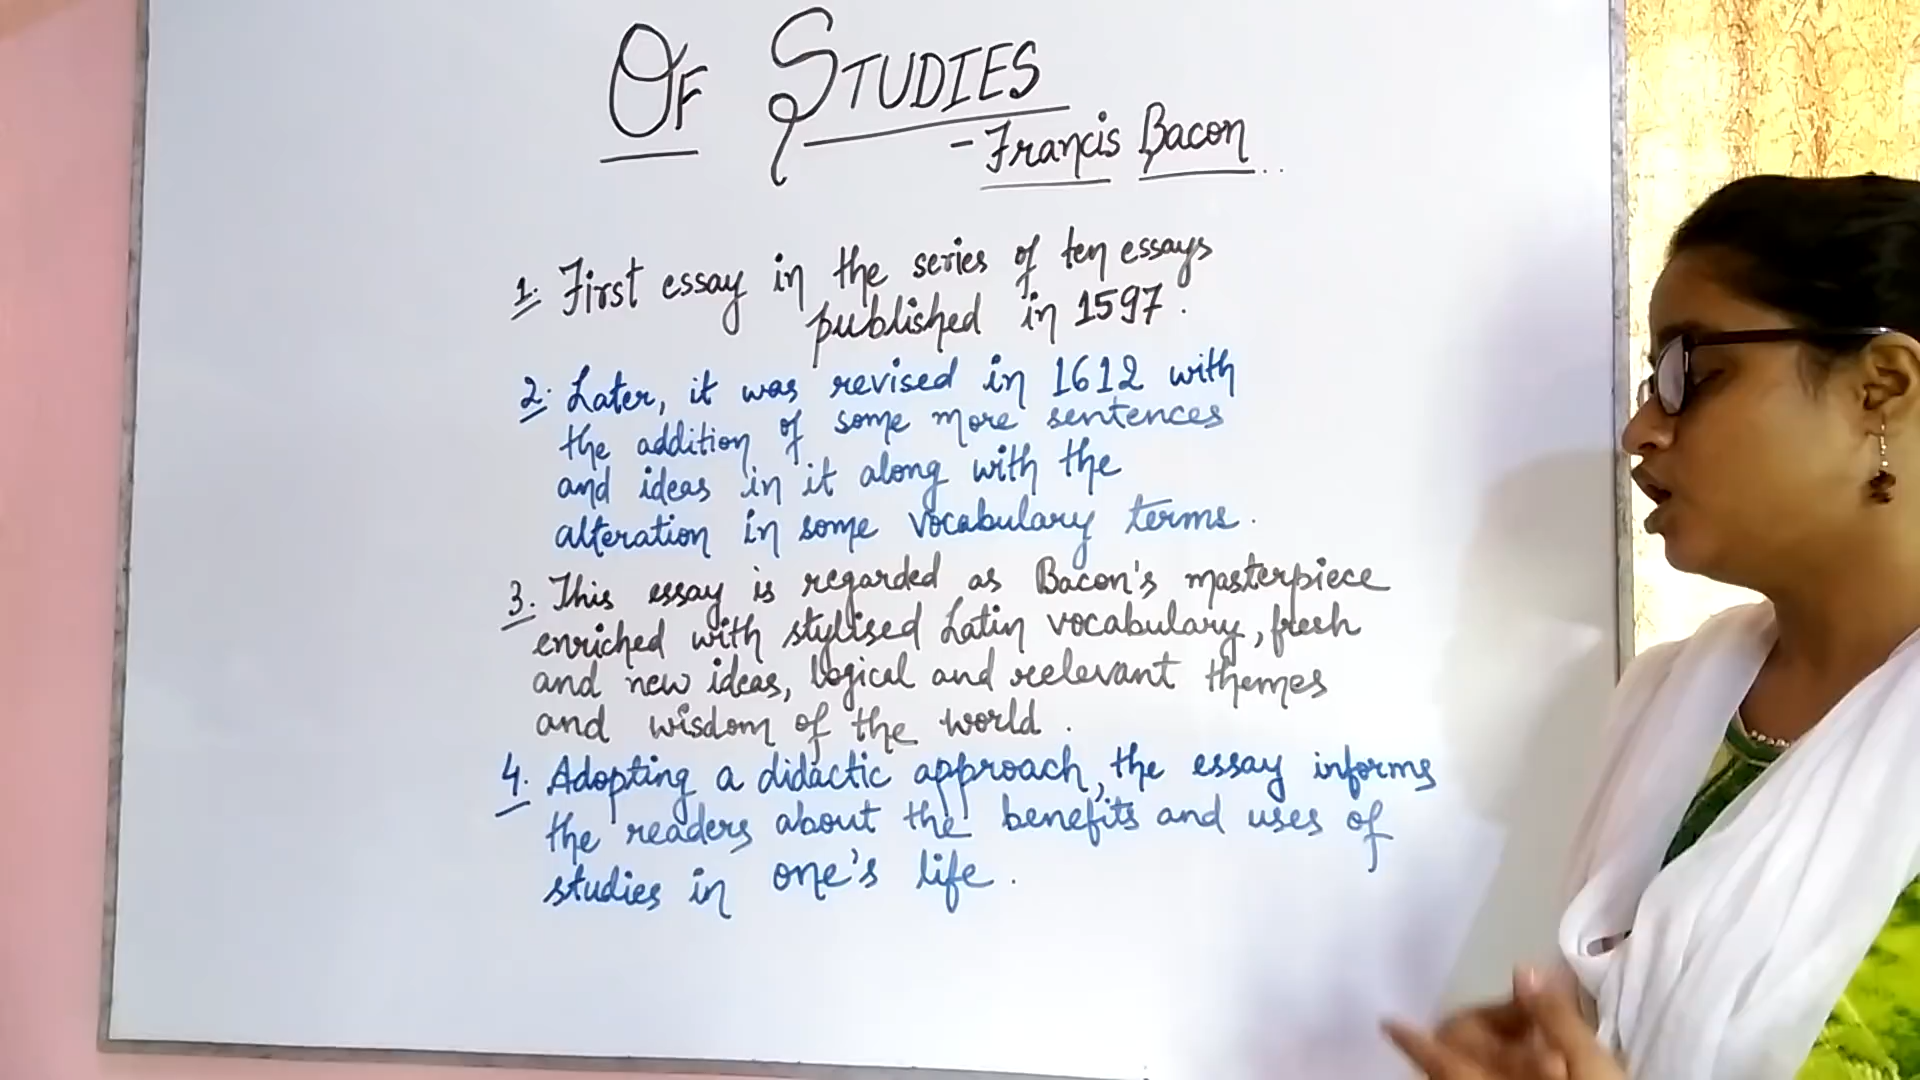 OF STUDIES
- Francis Bacon ..
1. First essay in the series of ten essays
published in 1597.
2. Later, it was revised in 1612 with
the addition of some more sentences
and ideas in it along with the
alteration in some vocabulary terms.
3. This essay is regarded as Bacon's masterpiece
enriched with stylised Latin vocabulary, fresh
and new ideas, logical and relevant themes
and wisdom of the world.
4. Adopting a didactic approach, the essay informs
the readers about the benefits and uses of
studies in one's life.